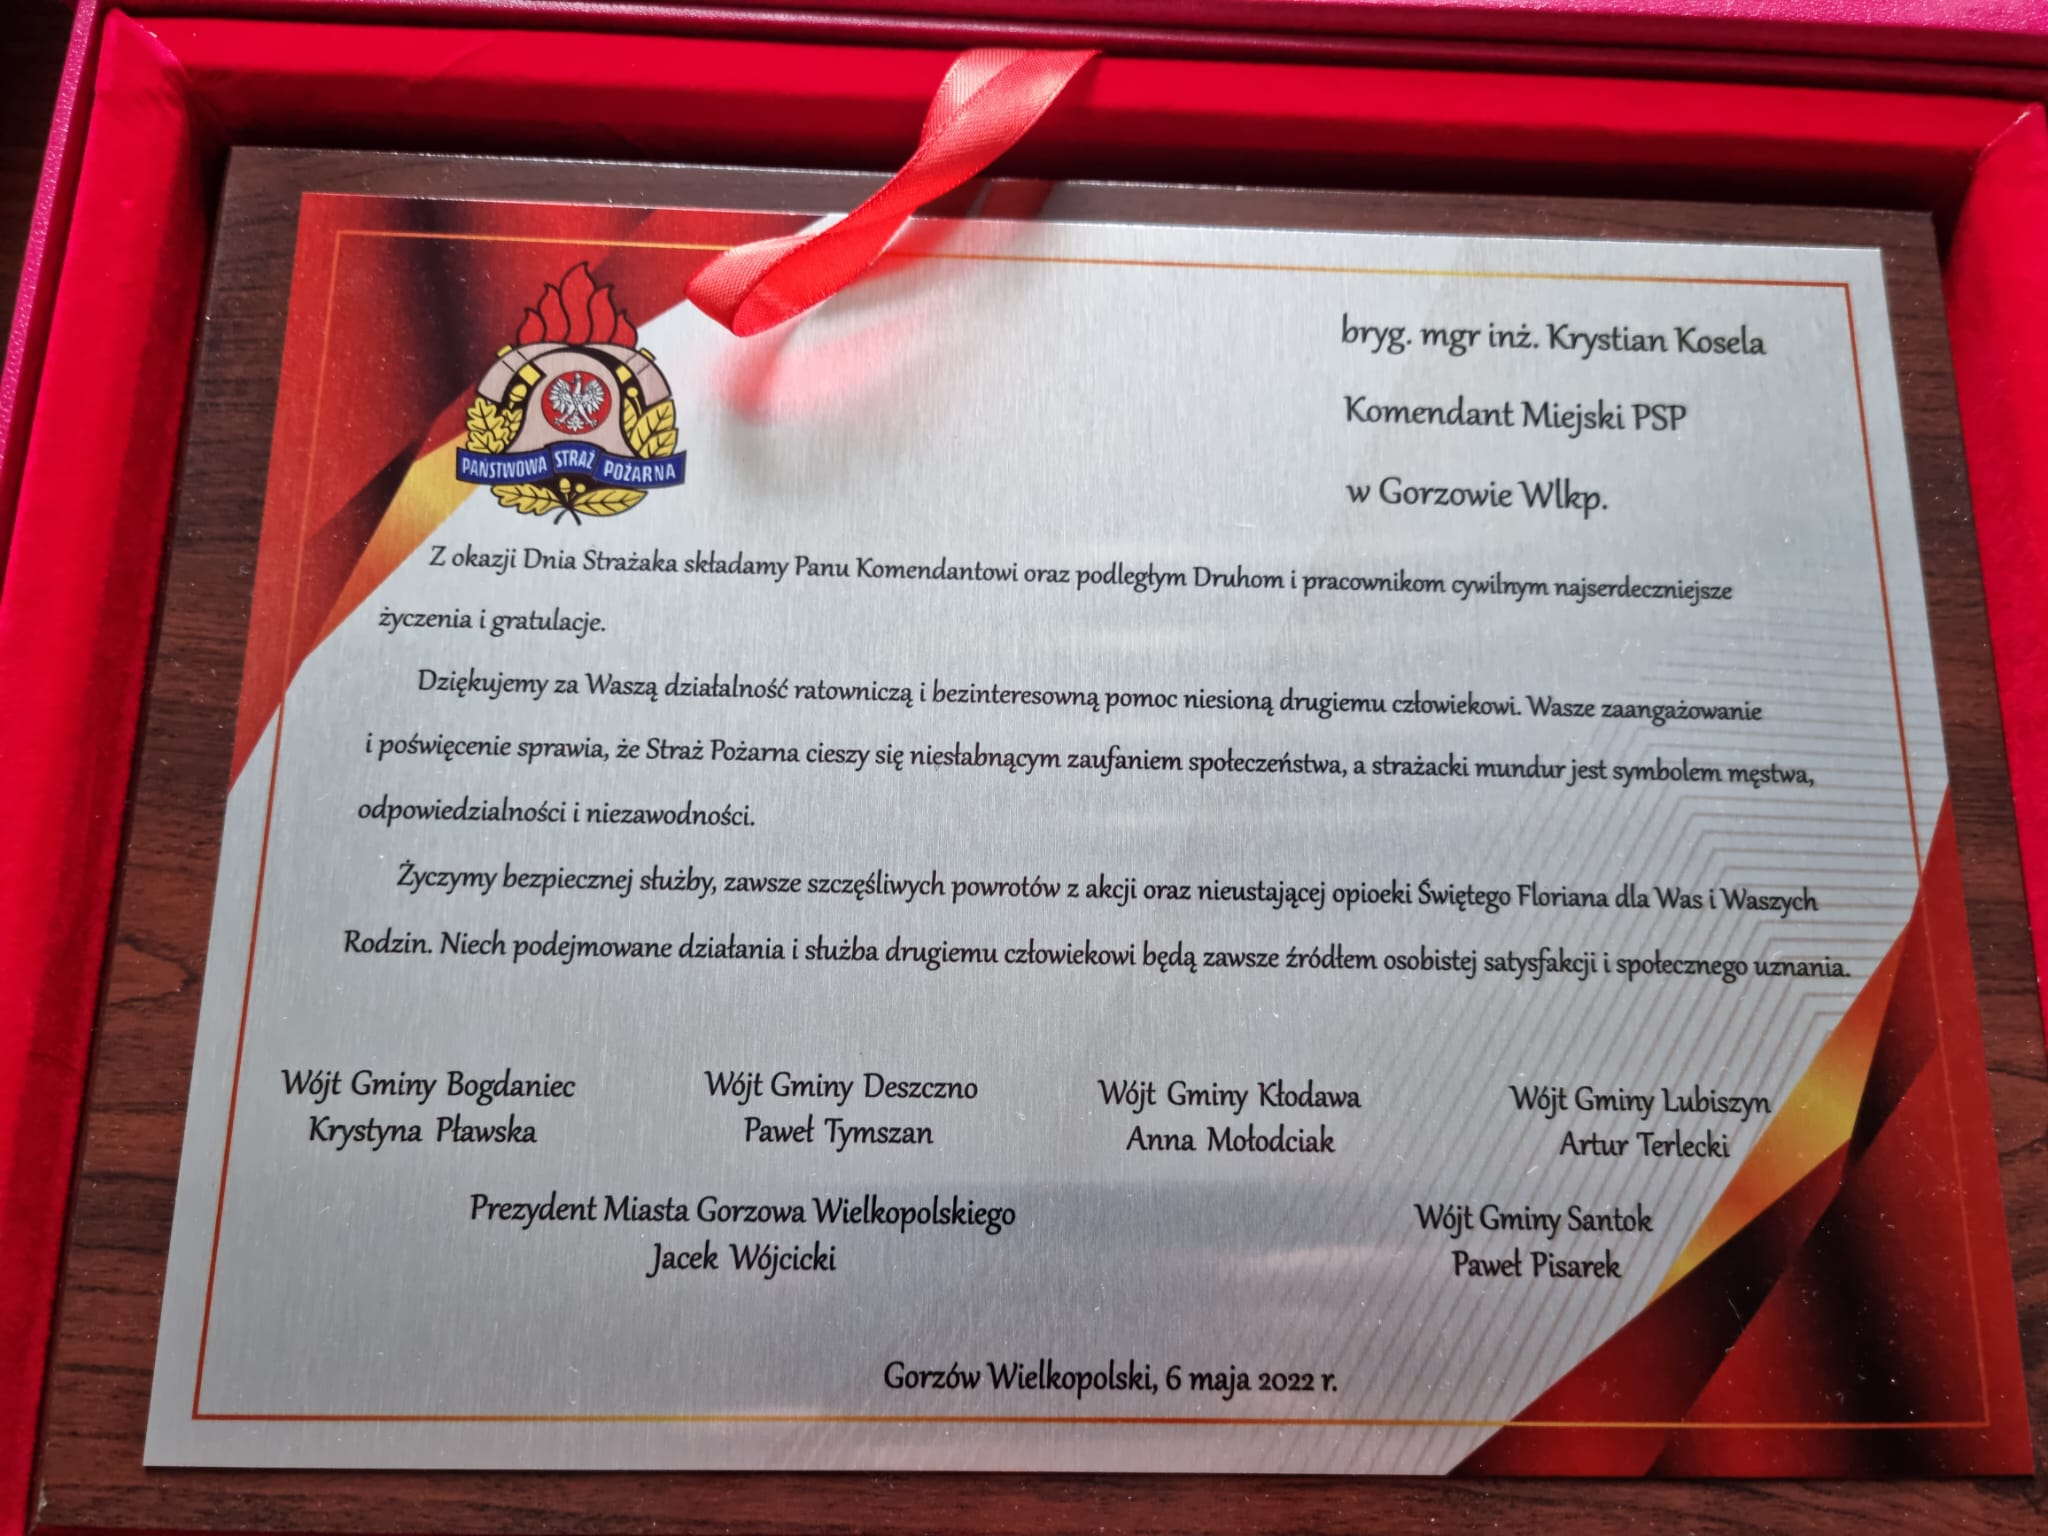 PAŃSTWOWA STRAŻ POŻARNA
bryg. mgr inż. Krystian Kosela
Komendant Miejski PSP
w Gorzowie Wlkp.
Z okazji Dnia Strażaka składamy Panu Komendantowi oraz podległym Druhom i pracownikom cywilnym najserdeczniejsze
życzenia i gratulacje.
Dziękujemy za Waszą działalność ratowniczą i bezinteresowną pomoc niesioną drugiemu człowiekowi. Wasze zaangażowanie
i poświęcenie sprawia, że Straż Pożarna cieszy się niesłabnącym zaufaniem społeczeństwa, a strażacki mundur jest symbolem męstwa,
odpowiedzialności i niezawodności.
Życzymy bezpiecznej służby, zawsze szczęśliwych powrotów z akcji oraz nieustającej opioeki Świętego Floriana dla Was i Waszych
Rodzin. Niech podejmowane działania i służba drugiemu człowiekowi będą zawsze źródłem osobistej satysfakcji i społecznego uznania.
Wójt Gminy Bogdaniec Wójt Gminy Deszczno Wójt Gminy Kłodawa Wójt Gminy Lubiszyn
Krystyna Pławska Paweł Tymszan Anna Mołodciak Artur Terlecki
Prezydent Miasta Gorzowa Wielkopolskiego Wójt Gminy Santok
Jacek Wójcicki Paweł Pisarek
Gorzów Wielkopolski, 6 maja 2022 r.